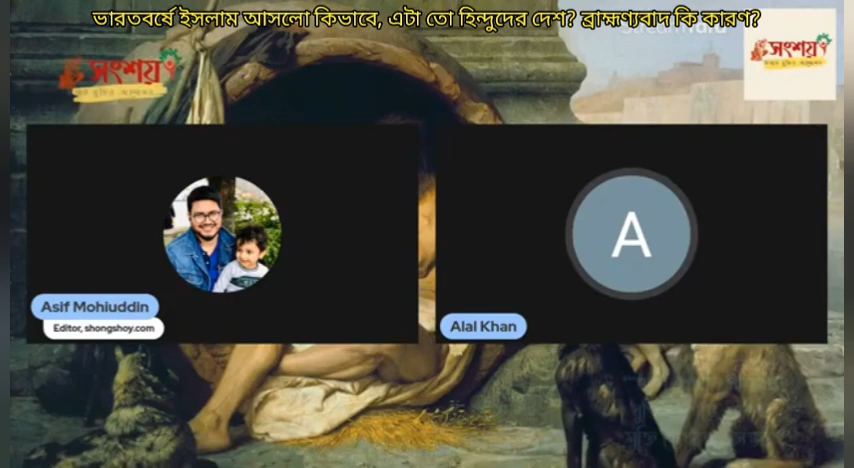 ভারতবর্ষে ইসলাম আসলো কিভাবে, এটা তো হিন্দুদের দেশ? ব্রাহ্মণ্যবাদ কি কারণ?
সংশয়
সংশয়
A
Asif Mohiuddin
Editor, shongshoy.com
Alal Khan